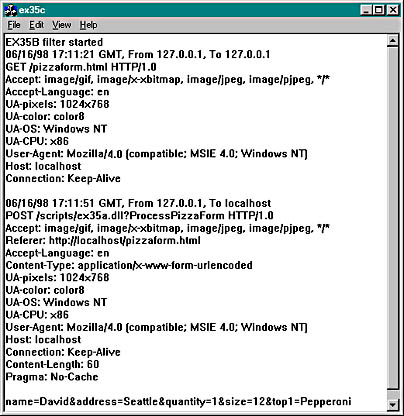 ex35c
File Edit View Help
EX35B filter started
06/16/98 17:11:21 GMT, From 127.0.0.1, To 127.0.0.1
GET /pizzaform.html HTTP/1.0
Accept: image/gif, image/x-xbitmap, image/jpeg, image/pjpeg, */*
Accept-Language: en
UA-pixels: 1024x768
UA-color: color8
UA-OS: Windows NT
UA-CPU: x86
User-Agent: Mozilla/4.0 (compatible; MSIE 4.0; Windows NT)
Host: localhost
Connection: Keep-Alive
06/16/98 17:11:51 GMT, From 127.0.0.1, To localhost
POST /scripts/ex35a.dll?ProcessPizzaForm HTTP/1.0
Accept: image/gif, image/x-xbitmap, image/jpeg, image/pjpeg, */*
Referer: http://localhost/pizzaform.html
Accept-Language: en
Content-Type: application/x-www-form-urlencoded
UA-pixels: 1024x768
UA-color: color8
UA-OS: Windows NT
UA-CPU: x86
User-Agent: Mozilla/4.0 (compatible; MSIE 4.0; Windows NT)
Host: localhost
Connection: Keep-Alive
Content-Length: 60
Pragma: No-Cache
name=David&address=Seattle&quantity=1&size=12&top1=Pepperoni